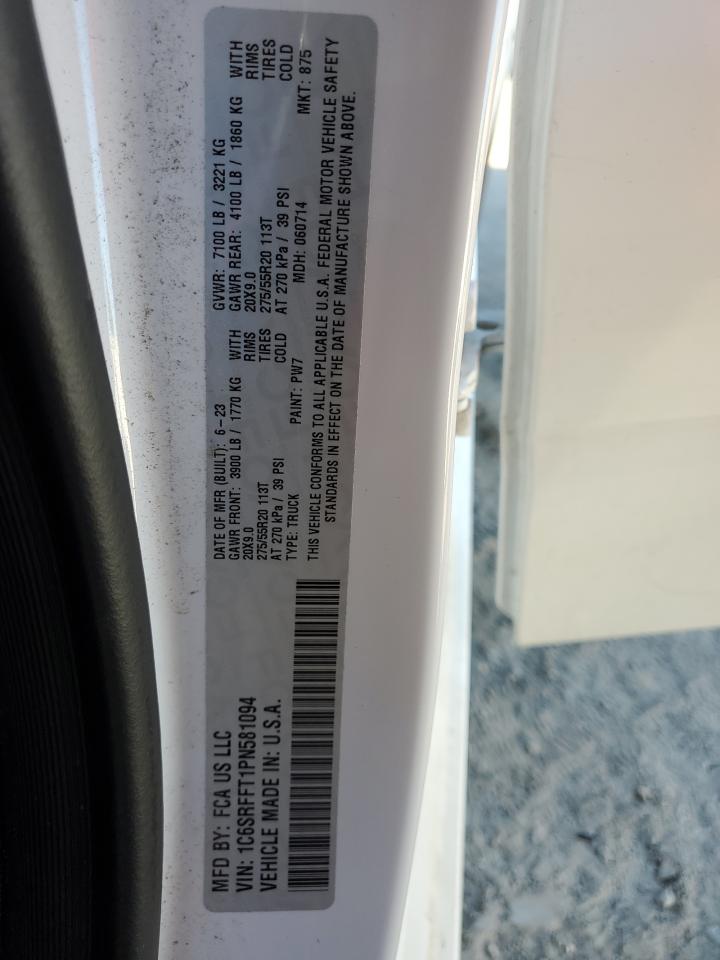 MFD BY: FCA US LLC
VIN: 1C6SRFFT1PN581094
VEHICLE MADE IN: U.S.A.
DATE OF MFR (BUILT): 6-23 GVWR: 7100 LB / 3221 KG
GAWR FRONT: 3900 LB / 1770 KG WITH GAWR REAR: 4100 LB / 1860 KG WITH
20X9.0 RIMS 20X9.0 RIMS
275/55R20 113T TIRES 275/55R20 113T TIRES
AT 270 kPa / 39 PSI COLD AT 270 kPa / 39 PSI COLD
TYPE: TRUCK PAINT: PW7 MDH: 060714 MKT: 875
THIS VEHICLE CONFORMS TO ALL APPLICABLE U.S.A. FEDERAL MOTOR VEHICLE SAFETY
STANDARDS IN EFFECT ON THE DATE OF MANUFACTURE SHOWN ABOVE.